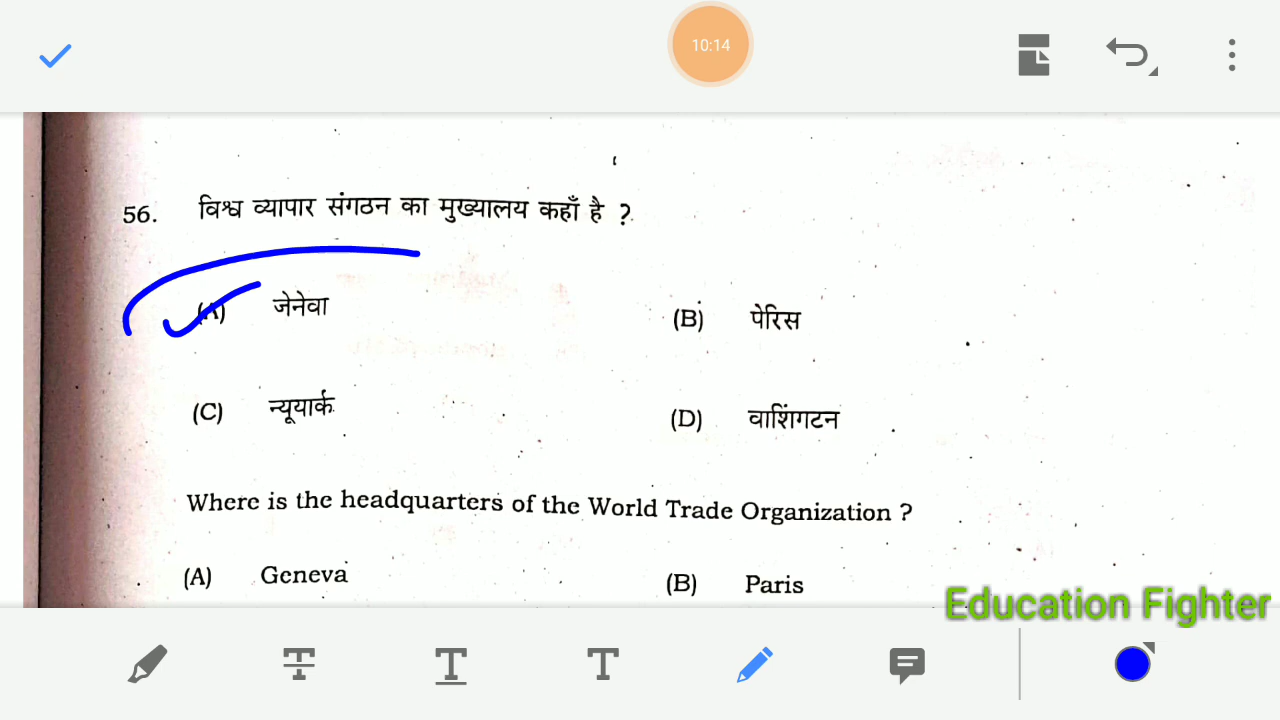 10:14
56. विश्व व्यापार संगठन का मुख्यालय कहाँ है ?
(A) जेनेवा (B) पेरिस
(C) न्यूयार्क (D) वाशिंगटन
Where is the headquarters of the World Trade Organization ?
(A) Geneva (B) Paris
Education Fighter
T T T